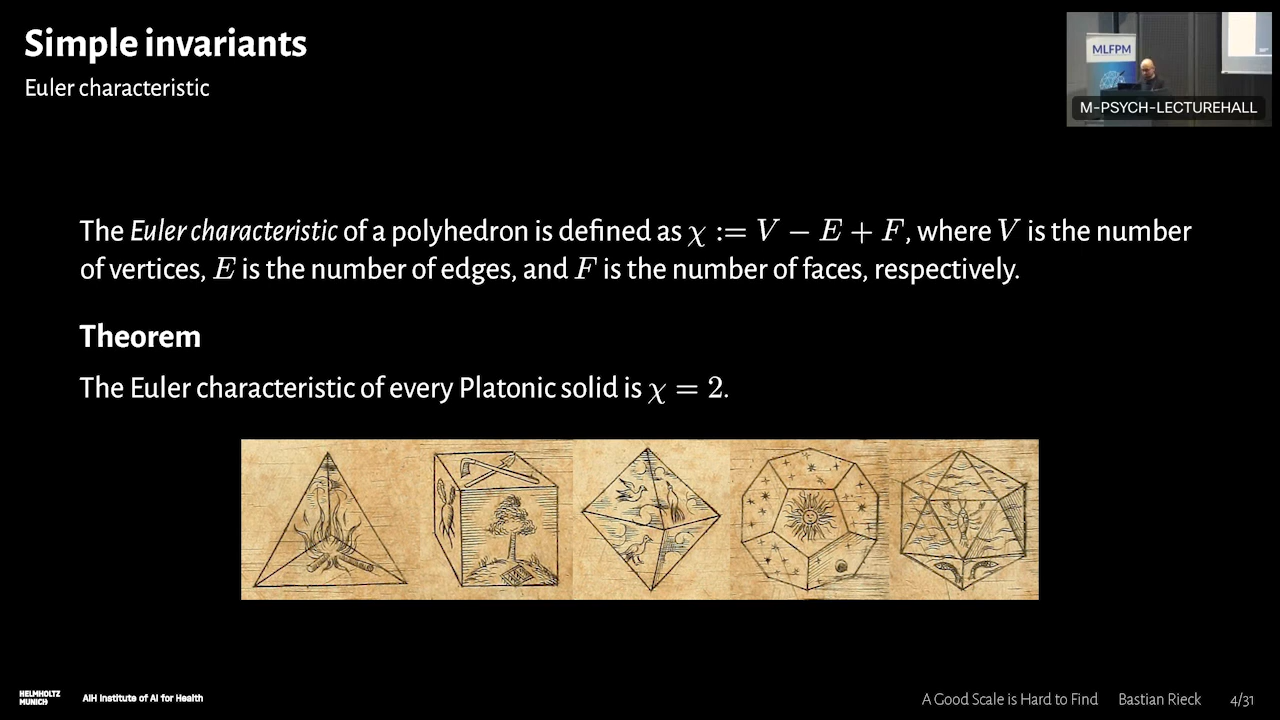 Simple invariants
Euler characteristic
MLFPM
M-PSYCH-LECTUREHALL
The Euler characteristic of a polyhedron is defined as χ := V − E + F, where V is the number
of vertices, E is the number of edges, and F is the number of faces, respectively.
Theorem
The Euler characteristic of every Platonic solid is χ = 2.
HELMHOLTZ
MUNICH
AIH Institute of AI for Health
A Good Scale is Hard to Find Bastian Rieck 4/31